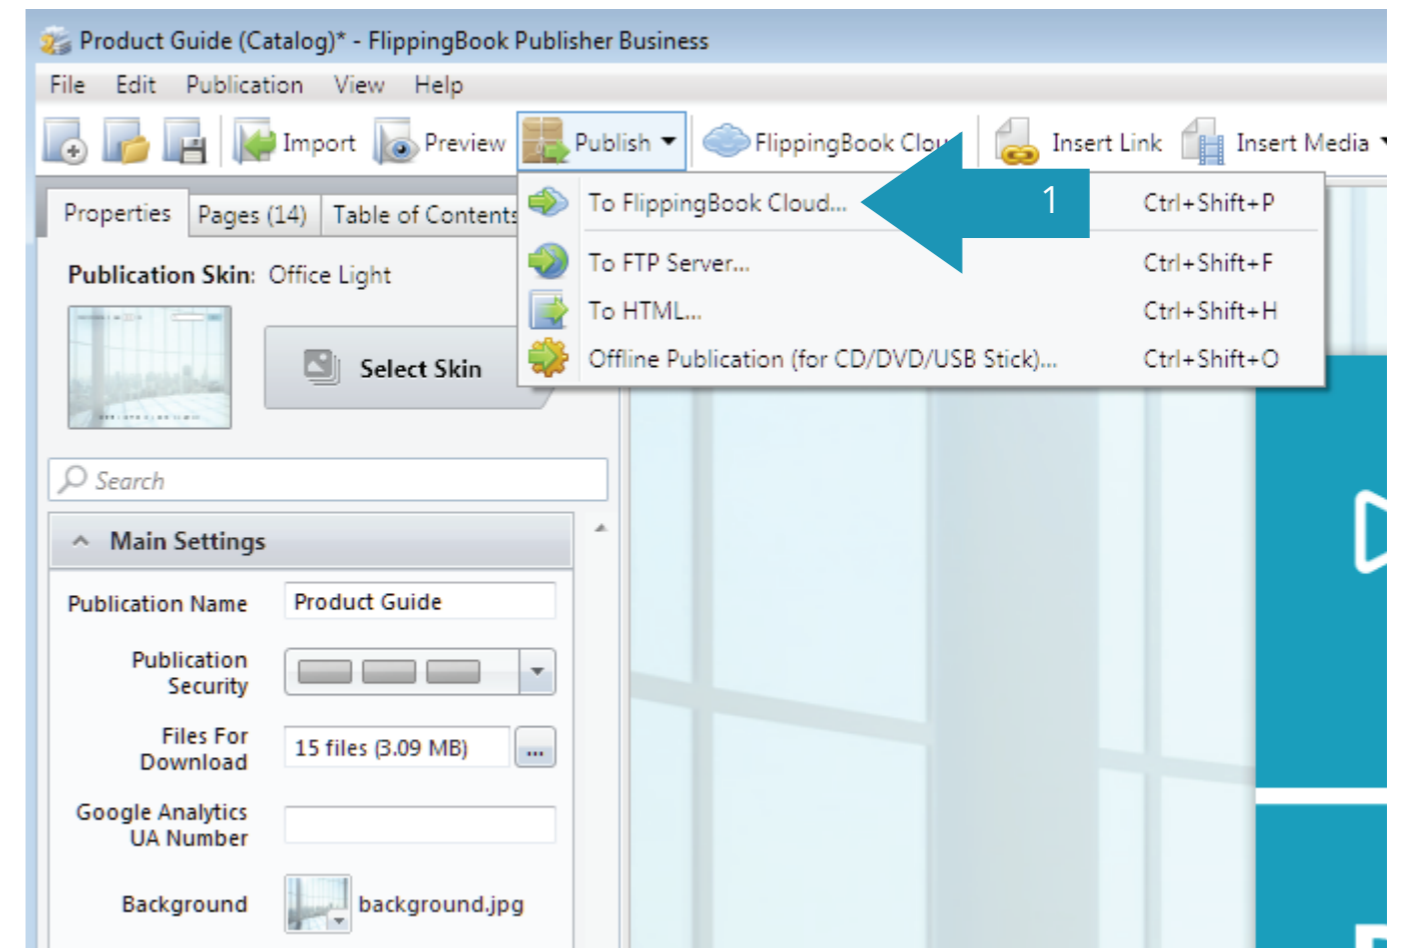 Product Guide (Catalog)* - FlippingBook Publisher Business
File Edit Publication View Help
Import Preview Publish FlippingBook Insert Link Insert Media
Properties Pages (14) Table of Contents
To FlippingBook Cloud... 1 Ctrl+Shift+P
To FTP Server... Ctrl+Shift+F
To HTML... Ctrl+Shift+H
Offline Publication (for CD/DVD/USB Stick)... Ctrl+Shift+O
Publication Skin: Office Light
Select Skin
Search
Main Settings
Publication Name Product Guide
Publication
Security
Files For
Download
15 files (3.09 MB) ...
Google Analytics
UA Number
Background background.jpg